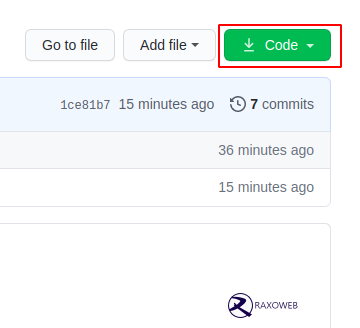 Go to file Add file Code
1ce81b7 15 minutes ago 7 commits
36 minutes ago
15 minutes ago
RAXOWEB